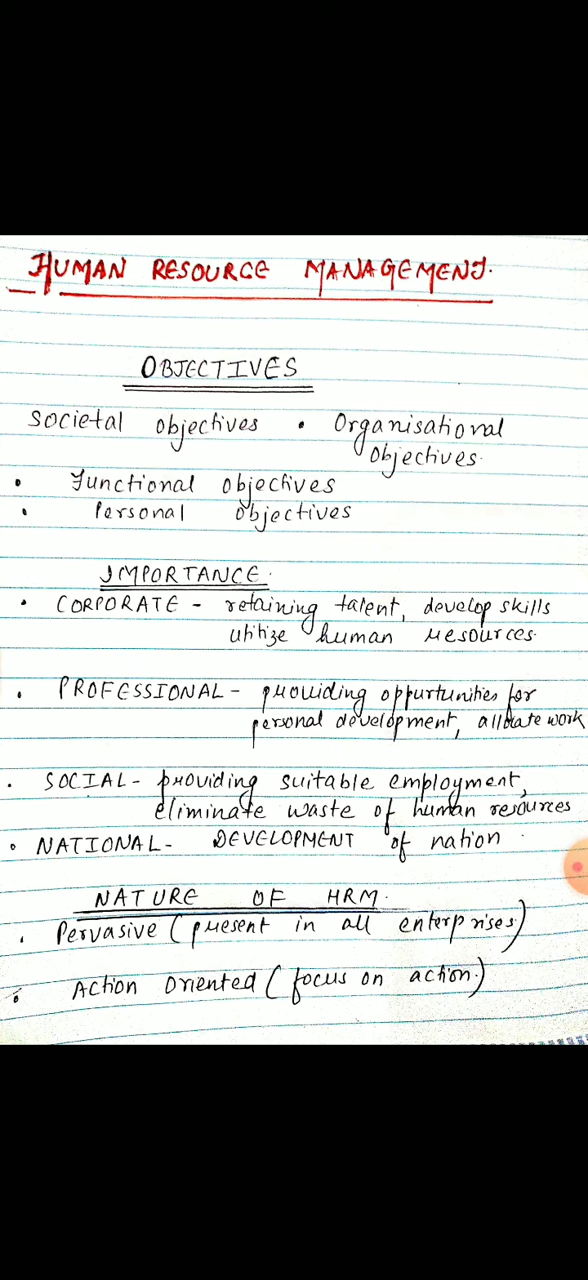 HUMAN RESOURCE MANAGEMENT.
OBJECTIVES
Societal objectives • Organisational
objectives.
• Functional objectives
• Personal objectives
IMPORTANCE.
• CORPORATE - retaining talent, develop skills
utitize human resources.
• PROFESSIONAL - providing oppurtunities for
personal development, allocate work
• SOCIAL - providing suitable employment,
eliminate waste of human resources
• NATIONAL - DEVELOPMENT of nation.
NATURE OF HRM.
• Pervasive (present in all enterprises)
• Action Oriented (focus on action.)